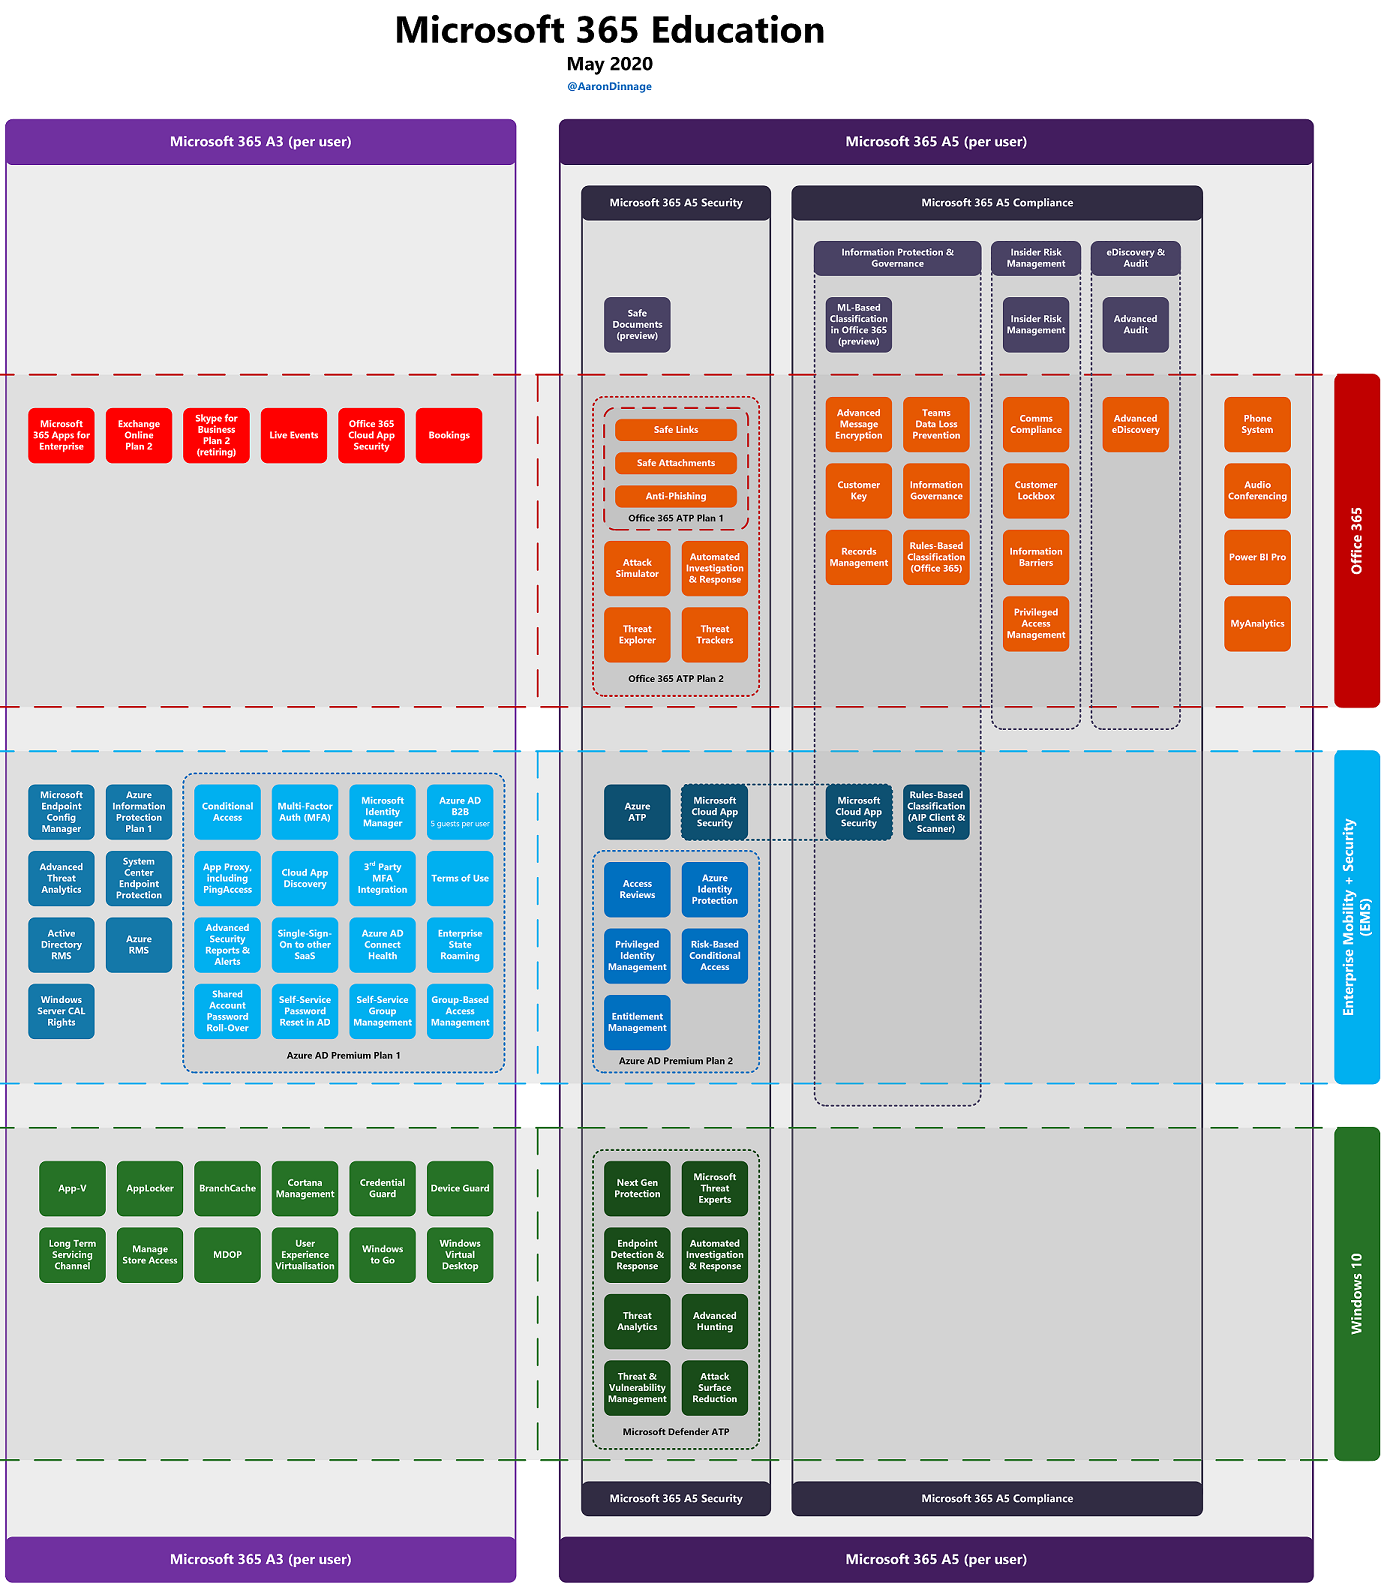 Microsoft 365 Education
May 2020
@AaronDinnage
Microsoft 365 A3 (per user)
Microsoft 365 A5 (per user)
Microsoft 365 A5 Security
Microsoft 365 A5 Compliance
Information Protection &
Governance
Insider Risk
Management
eDiscovery &
Audit
Safe
Documents
(preview)
ML-Based
Classification
in Office 365
(preview)
Insider Risk
Management
Advanced
Audit
Microsoft
365 Apps for
Enterprise
Exchange
Online
Plan 2
Skype for
Business
Plan 2
(retiring)
Live Events
Office 365
Cloud App
Security
Bookings
Safe Links
Safe Attachments
Anti-Phishing
Office 365 ATP Plan 1
Attack
Simulator
Automated
Investigation
& Response
Threat
Explorer
Threat
Trackers
Office 365 ATP Plan 2
Advanced
Message
Encryption
Teams
Data Loss
Prevention
Customer
Key
Information
Governance
Records
Management
Rules-Based
Classification
(Office 365)
Comms
Compliance
Customer
Lockbox
Information
Barriers
Privileged
Access
Management
Advanced
eDiscovery
Phone
System
Audio
Conferencing
Power BI Pro
MyAnalytics
Office 365
Microsoft
Endpoint
Config
Manager
Azure
Information
Protection
Plan 1
Advanced
Threat
Analytics
System
Center
Endpoint
Protection
Active
Directory
RMS
Azure
RMS
Windows
Server CAL
Rights
Conditional
Access
Multi-Factor
Auth (MFA)
Microsoft
Identity
Manager
Azure AD
B2B
5 guests per user
App Proxy,
including
PingAccess
Cloud App
Discovery
3rd Party
MFA
Integration
Terms of Use
Advanced
Security
Reports &
Alerts
Single-Sign-
On to other
SaaS
Azure AD
Connect
Health
Enterprise
State
Roaming
Shared
Account
Password
Roll-Over
Self-Service
Password
Reset in AD
Self-Service
Group
Management
Group-Based
Access
Management
Azure AD Premium Plan 1
Azure
ATP
Microsoft
Cloud App
Security
Microsoft
Cloud App
Security
Rules-Based
Classification
(AIP Client &
Scanner)
Access
Reviews
Azure
Identity
Protection
Privileged
Identity
Management
Risk-Based
Conditional
Access
Entitlement
Management
Azure AD Premium Plan 2
Enterprise Mobility + Security
(EMS)
App-V
AppLocker
BranchCache
Cortana
Management
Credential
Guard
Device Guard
Long Term
Servicing
Channel
Manage
Store Access
MDOP
User
Experience
Virtualisation
Windows
to Go
Windows
Virtual
Desktop
Next Gen
Protection
Microsoft
Threat
Experts
Endpoint
Detection &
Response
Automated
Investigation
& Response
Threat
Analytics
Advanced
Hunting
Threat &
Vulnerability
Management
Attack
Surface
Reduction
Microsoft Defender ATP
Windows 10
Microsoft 365 A5 Security
Microsoft 365 A5 Compliance
Microsoft 365 A3 (per user)
Microsoft 365 A5 (per user)